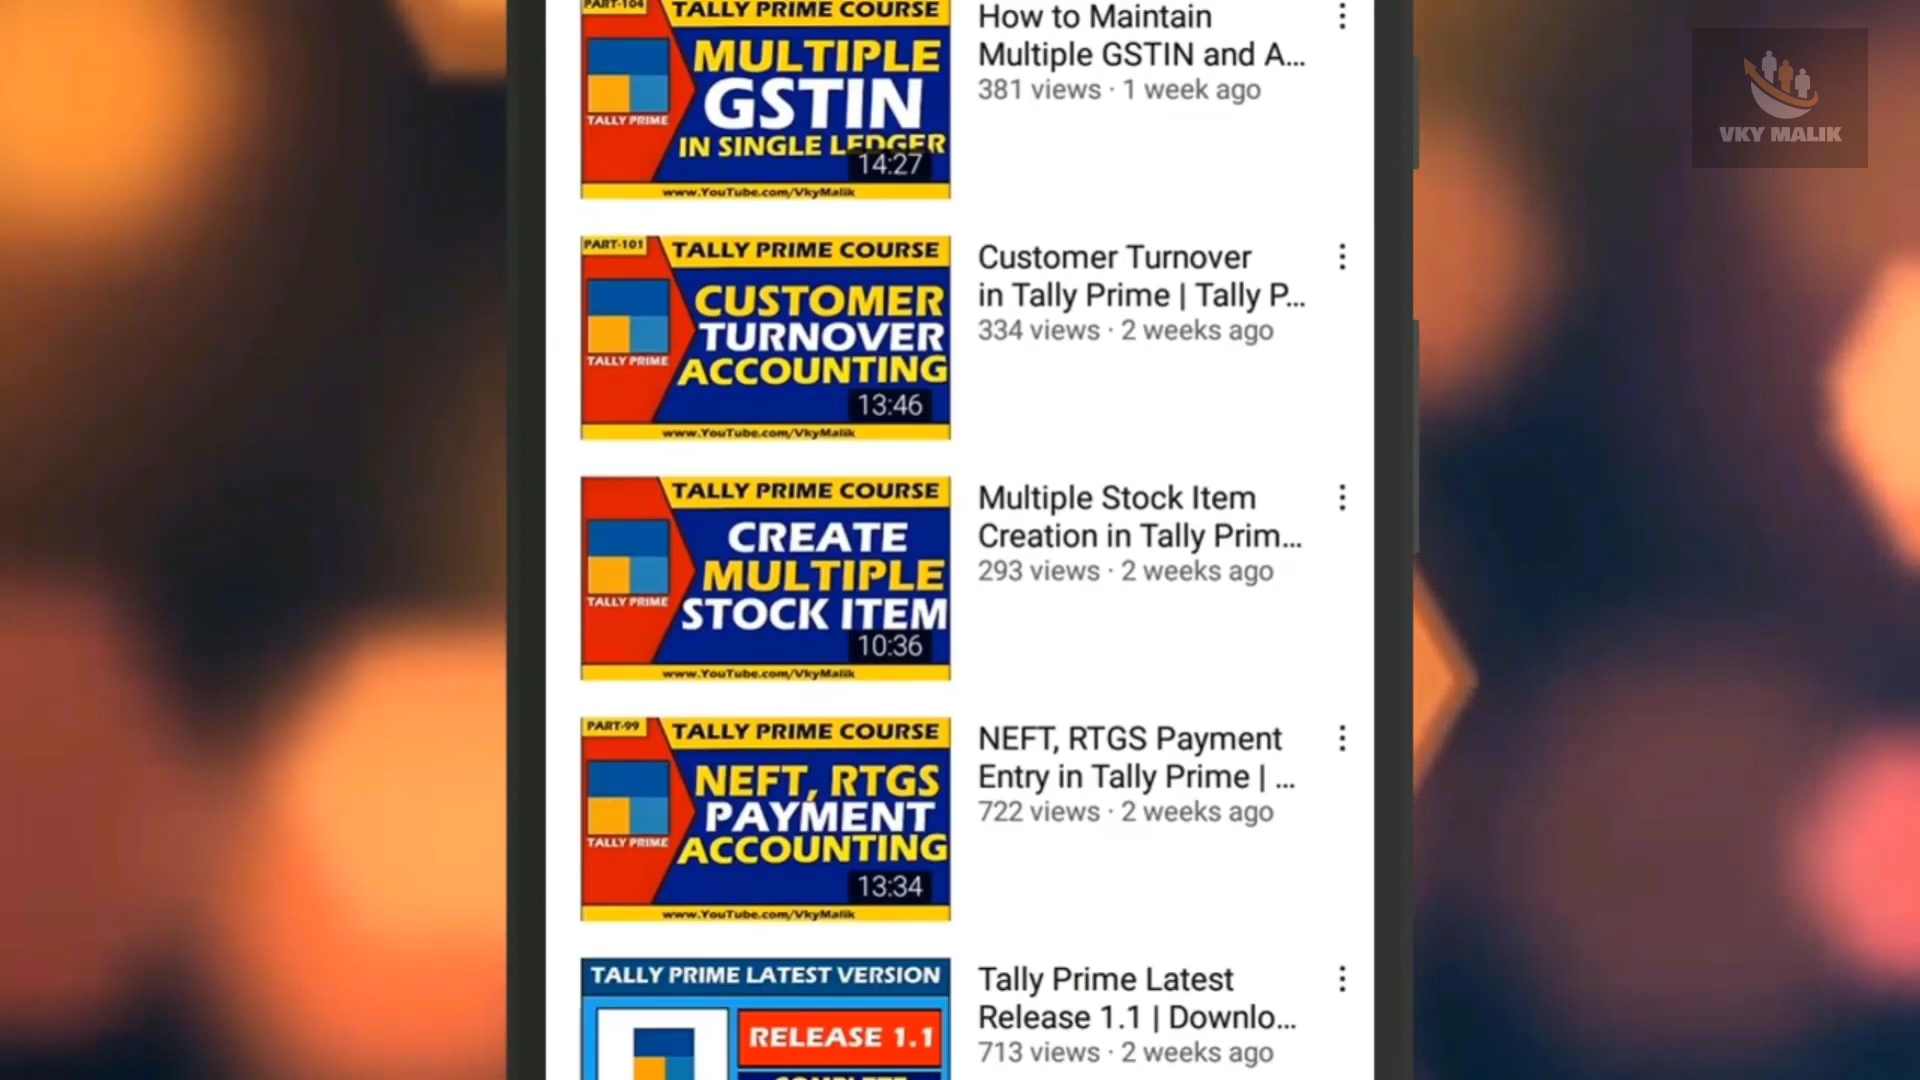 PART-104
TALLY PRIME COURSE
MULTIPLE
GSTIN
IN SINGLE LEDGER
TALLY PRIME
14:27
www.YouTube.com/VkyMalik
How to Maintain
Multiple GSTIN and A...
381 views · 1 week ago
VKY MALIK
PART-101
TALLY PRIME COURSE
CUSTOMER
TURNOVER
ACCOUNTING
TALLY PRIME
13:46
www.YouTube.com/VkyMalik
Customer Turnover
in Tally Prime | Tally P...
334 views · 2 weeks ago
TALLY PRIME COURSE
CREATE
MULTIPLE
STOCK ITEM
TALLY PRIME
10:36
www.YouTube.com/VkyMalik
Multiple Stock Item
Creation in Tally Prim...
293 views · 2 weeks ago
PART-99
TALLY PRIME COURSE
NEFT, RTGS
PAYMENT
ACCOUNTING
TALLY PRIME
13:34
www.YouTube.com/VkyMalik
NEFT, RTGS Payment
Entry in Tally Prime | ...
722 views · 2 weeks ago
TALLY PRIME LATEST VERSION
RELEASE 1.1
Tally Prime Latest
Release 1.1 | Downlo...
713 views · 2 weeks ago